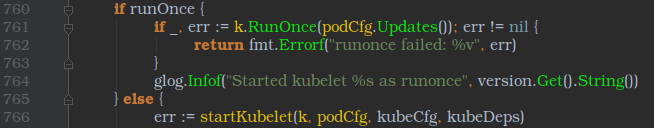 760 if runOnce {
761 if _, err := k.RunOnce(podCfg.Updates()); err != nil {
762 return fmt.Errorf("runonce failed: %v", err)
763 }
764 glog.Infof("Started kubelet %s as runonce", version.Get().String())
765 } else {
766 err := startKubelet(k, podCfg, kubeCfg, kubeDeps)